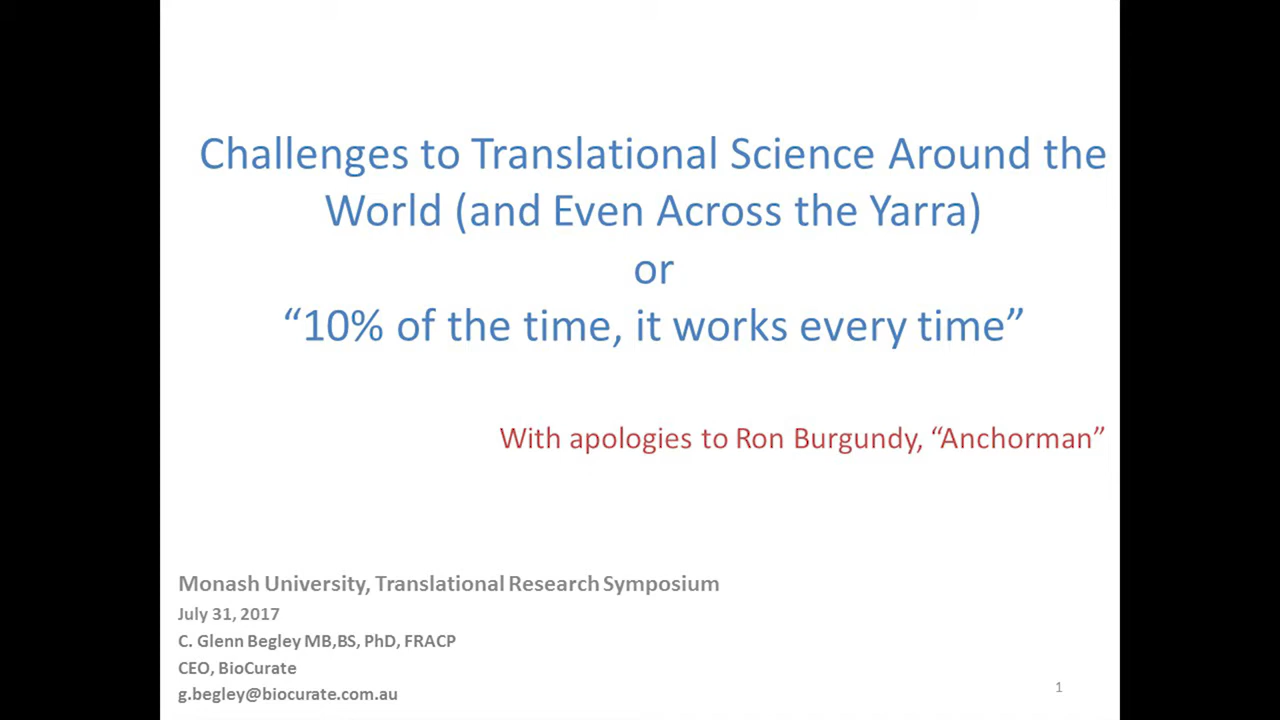 Challenges to Translational Science Around the
World (and Even Across the Yarra)
or
“10% of the time, it works every time”
With apologies to Ron Burgundy, “Anchorman”
Monash University, Translational Research Symposium
July 31, 2017
C. Glenn Begley MB,BS, PhD, FRACP
CEO, BioCurate
g.begley@biocurate.com.au
1